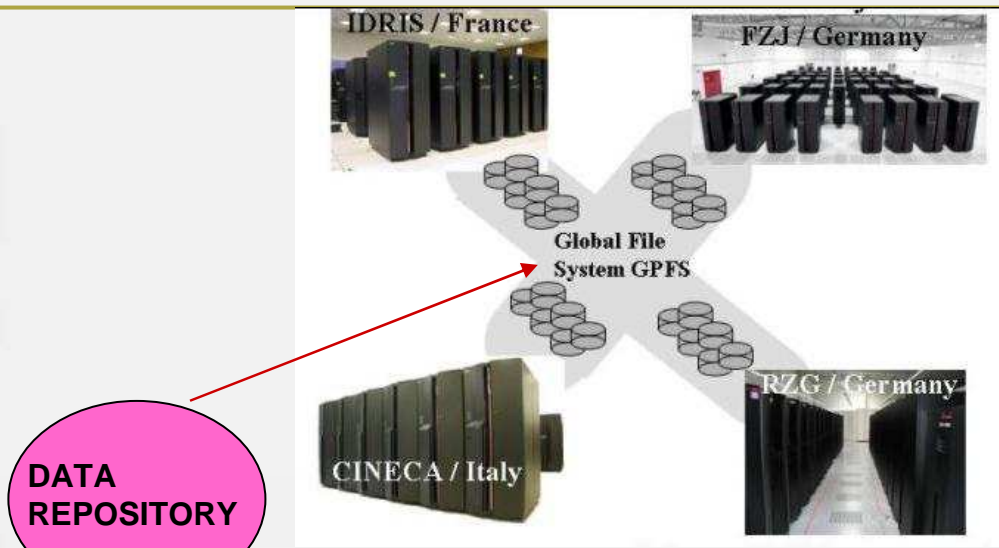 IDRIS / France
FZJ / Germany
Global File
System GPFS
RZG / Germany
CINECA / Italy
DATA
REPOSITORY